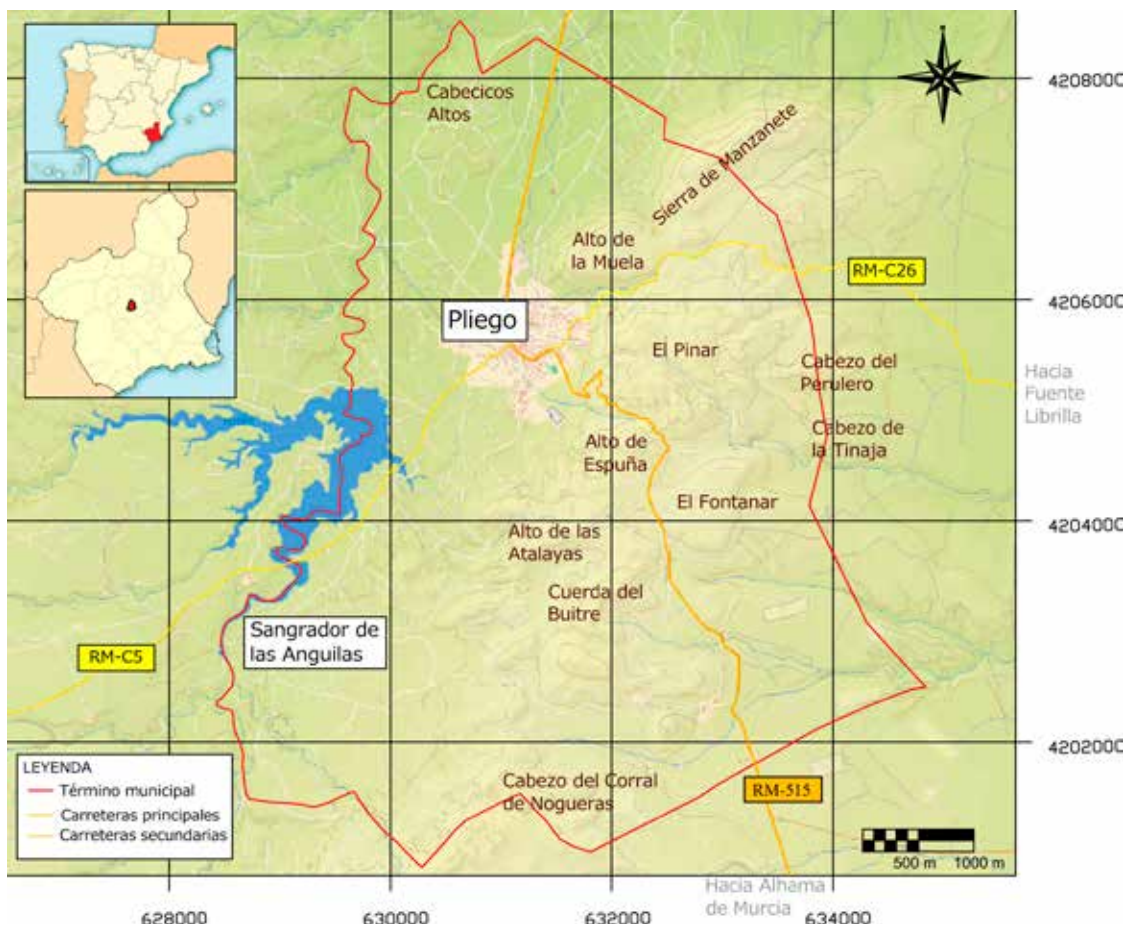 Cabecicos
Altos
4208000
Sierra de Manzanete
Alto de
la Muela
RM-C26
4206000
Pliego
El Pinar
Cabezo del
Perulero
Hacia
Fuente
Librilla
Cabezo de
la Tinaja
Alto de
Espuña
El Fontanar
4204000
Alto de las
Atalayas
Cuerda del
Buitre
Sangrador de
las Anguilas
RM-C5
4202000
LEYENDA
Término municipal
Carreteras principales
Carreteras secundarias
Cabezo del Corral
de Nogueras
RM-515
500 m 1000 m
Hacia Alhama
de Murcia
628000 630000 632000 634000